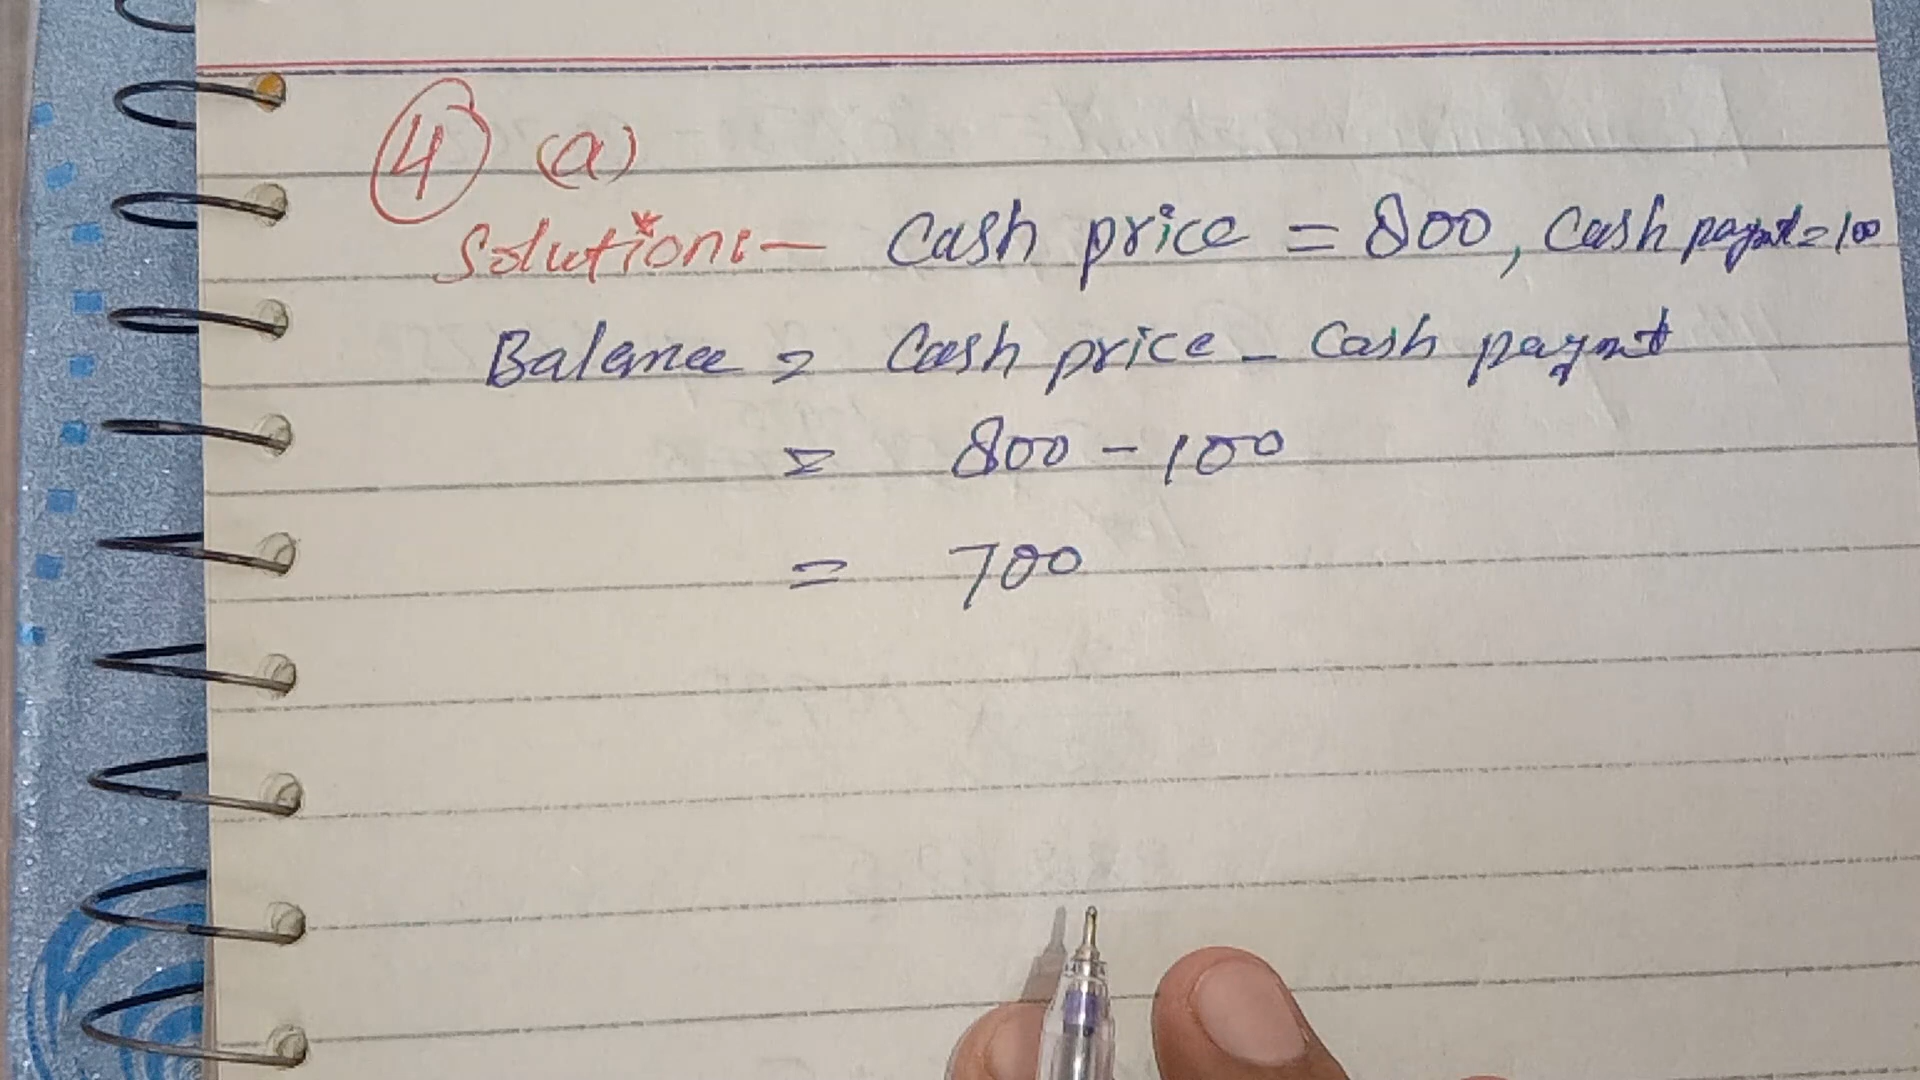 4 (a)
Solution:- Cash price = 800, Cash paymt = 100
Balance = Cash price - Cash paymt
= 800 - 100
= 700